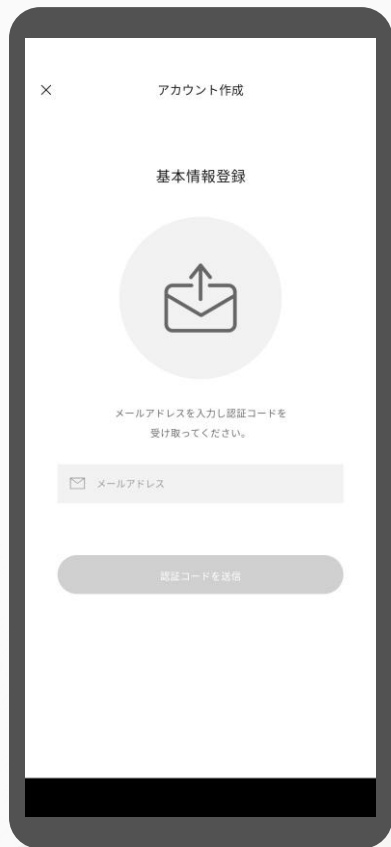 アカウント作成
基本情報登録
メールアドレスを入力し認証コードを
受け取ってください。
メールアドレス
認証コードを送信